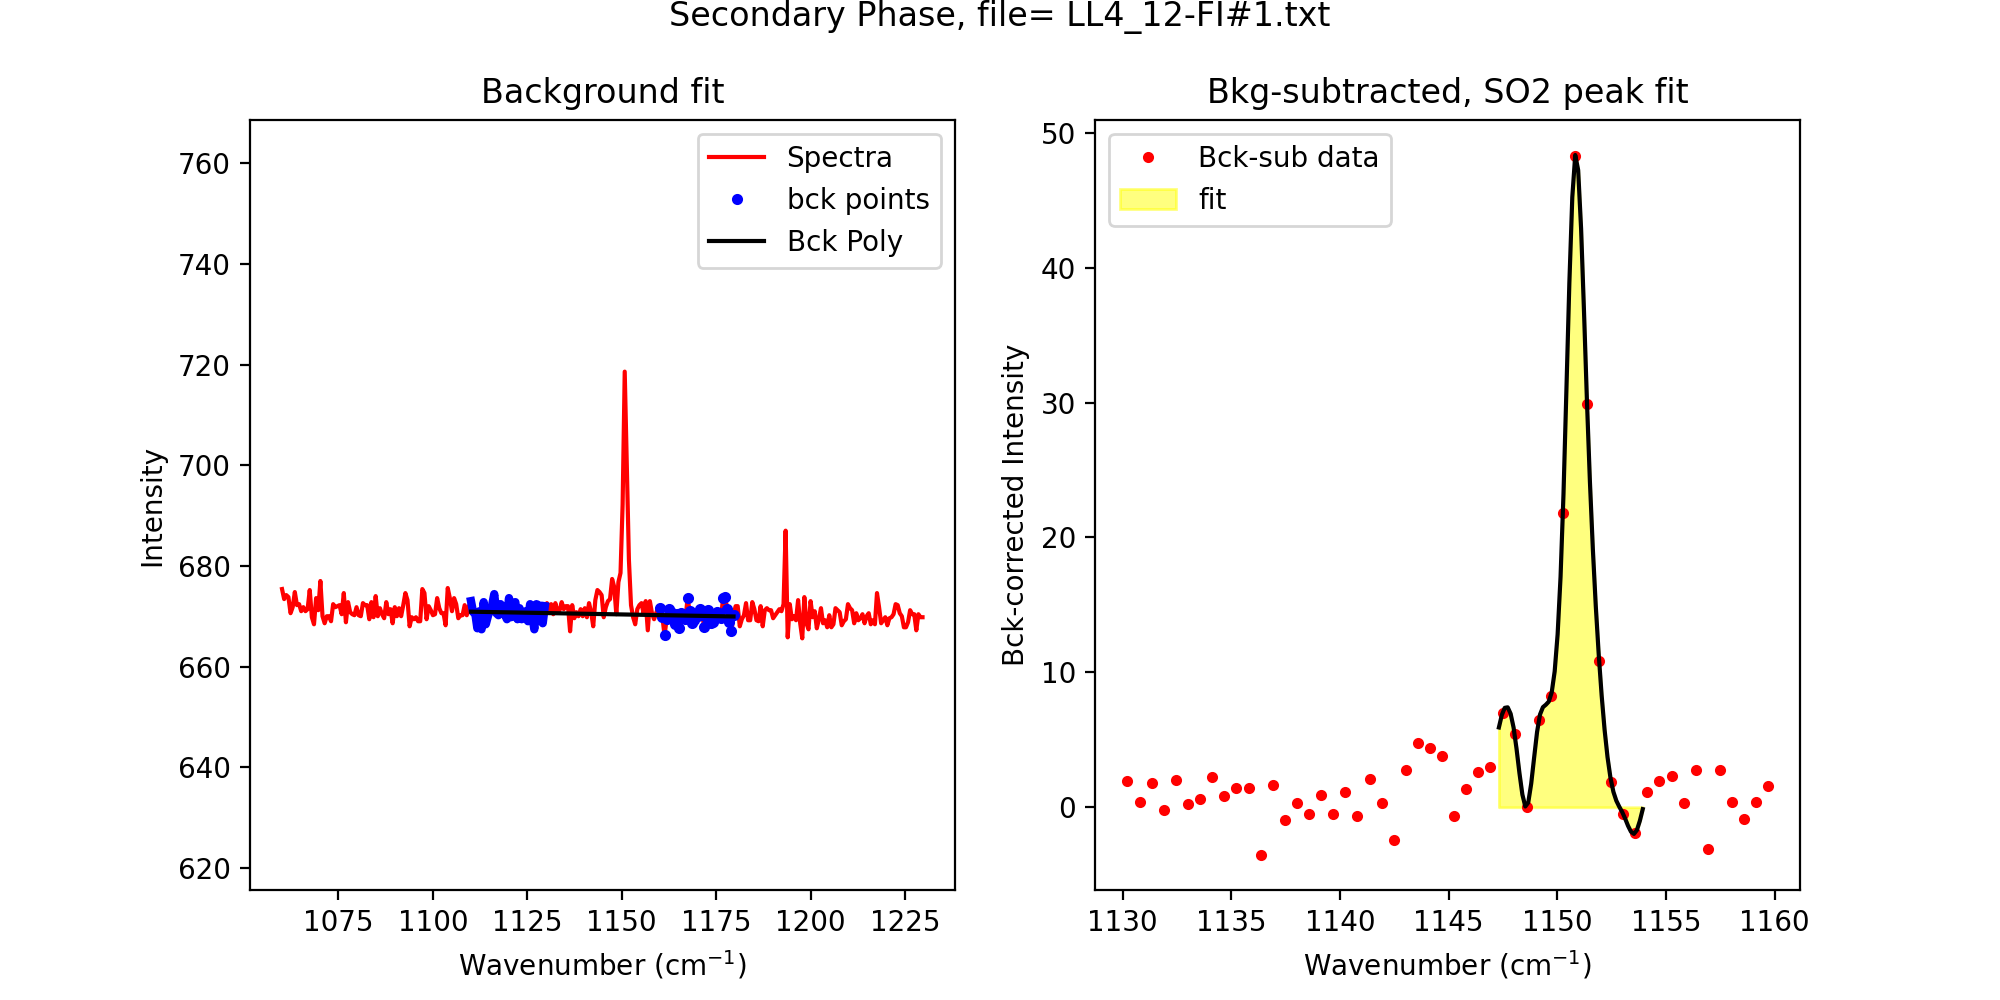 Secondary Phase, file= LL4_12-FI#1.txt
Background fit
Spectra
bck points
Bck Poly
760
740
720
700
680
660
640
620
Intensity
1075 1100 1125 1150 1175 1200 1225
Wavenumber (cm⁻¹)
Bkg-subtracted, SO2 peak fit
Bck-sub data
fit
50
40
30
20
10
0
Bck-corrected Intensity
1130 1135 1140 1145 1150 1155 1160
Wavenumber (cm⁻¹)